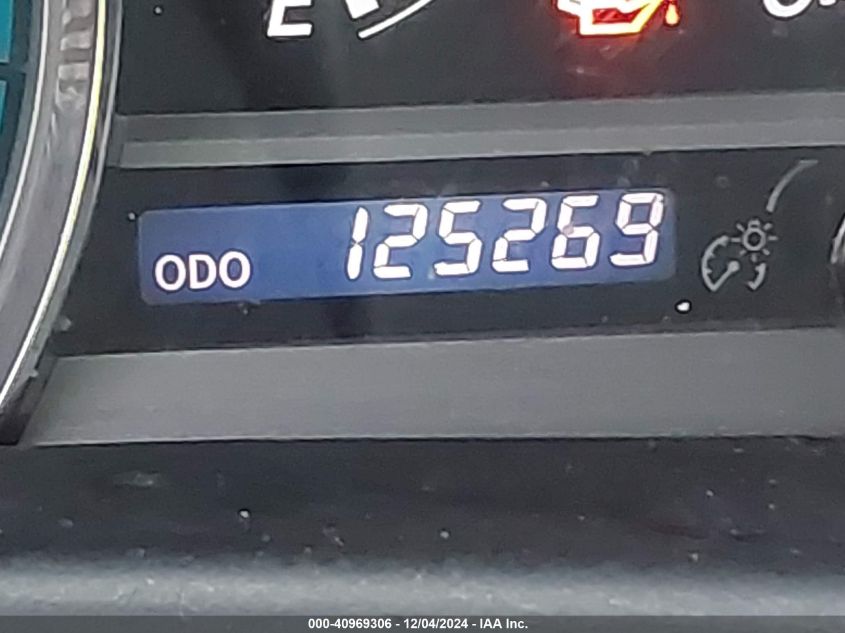 E
ODO 125269
000-40969306 - 12/04/2024 - IAA Inc.